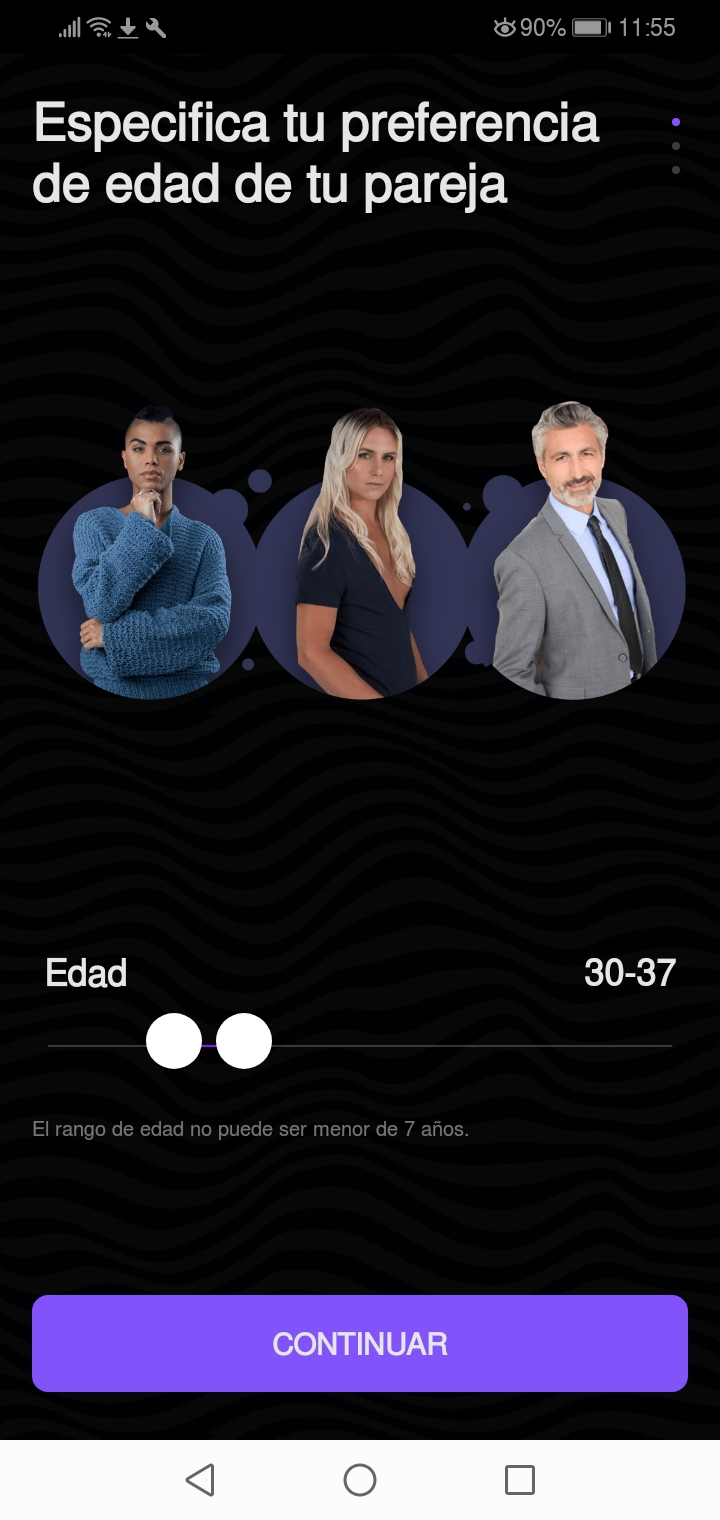 90% 11:55
Especifica tu preferencia
de edad de tu pareja
Edad 30-37
El rango de edad no puede ser menor de 7 años.
CONTINUAR